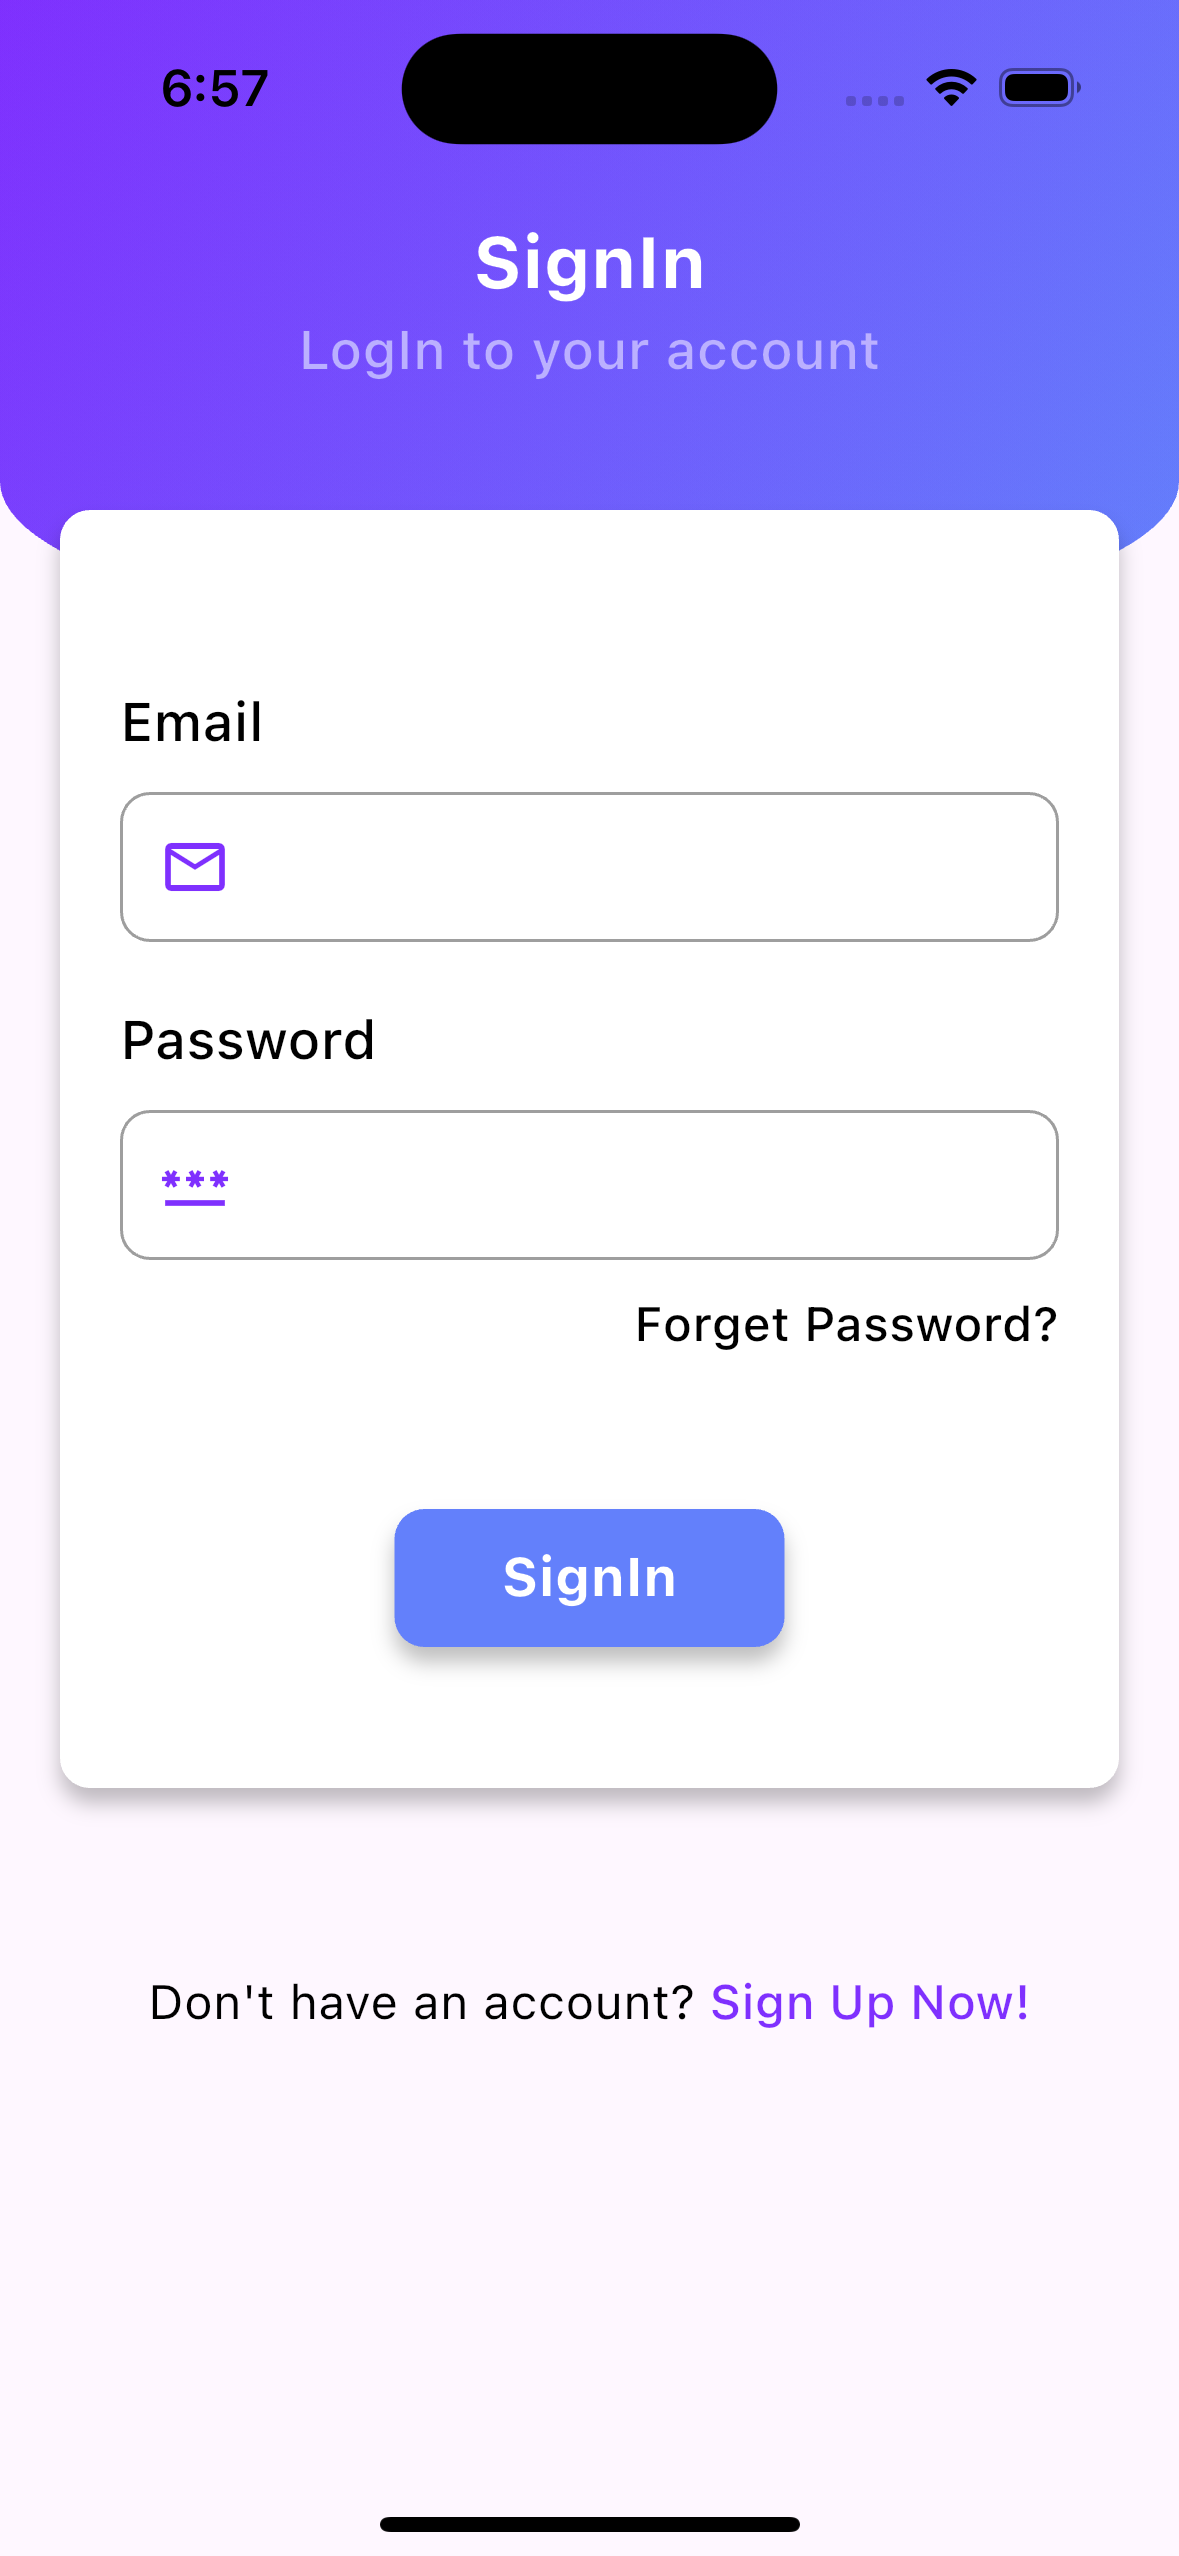 6:57
SignIn
LogIn to your account
Email
Password
***
Forget Password?
SignIn
Don't have an account? Sign Up Now!